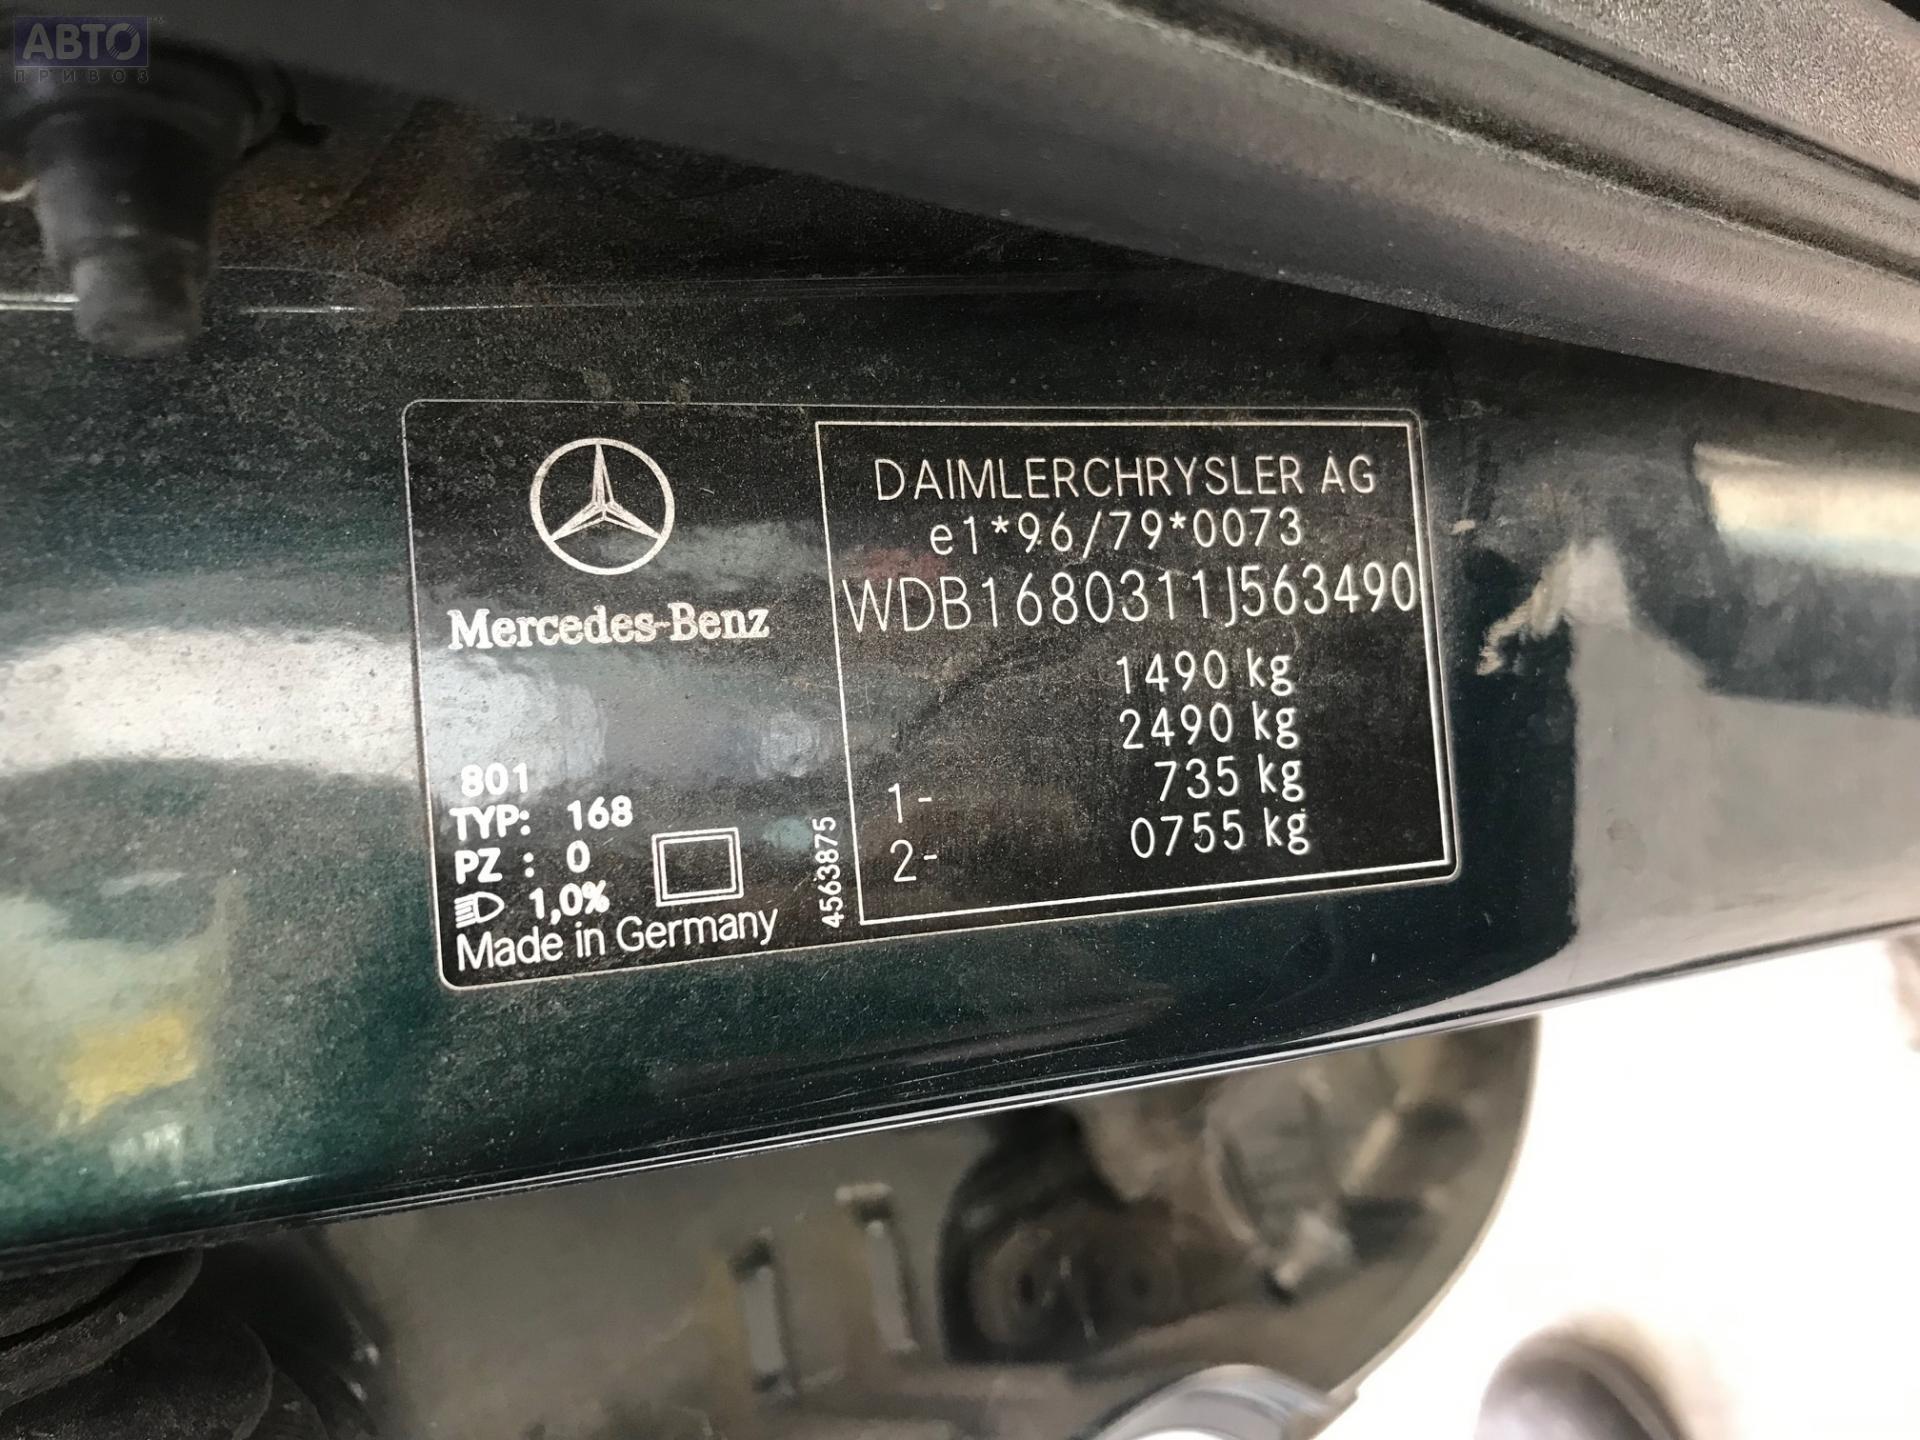 АВТО
ПРИВОЗ
Mercedes-Benz
801
TYP: 168
PZ : 0
1,0%
Made in Germany
4563875
DAIMLERCHRYSLER AG
e1*96/79*0073
WDB1680311J563490
1490 kg
2490 kg
1- 735 kg
2- 0755 kg